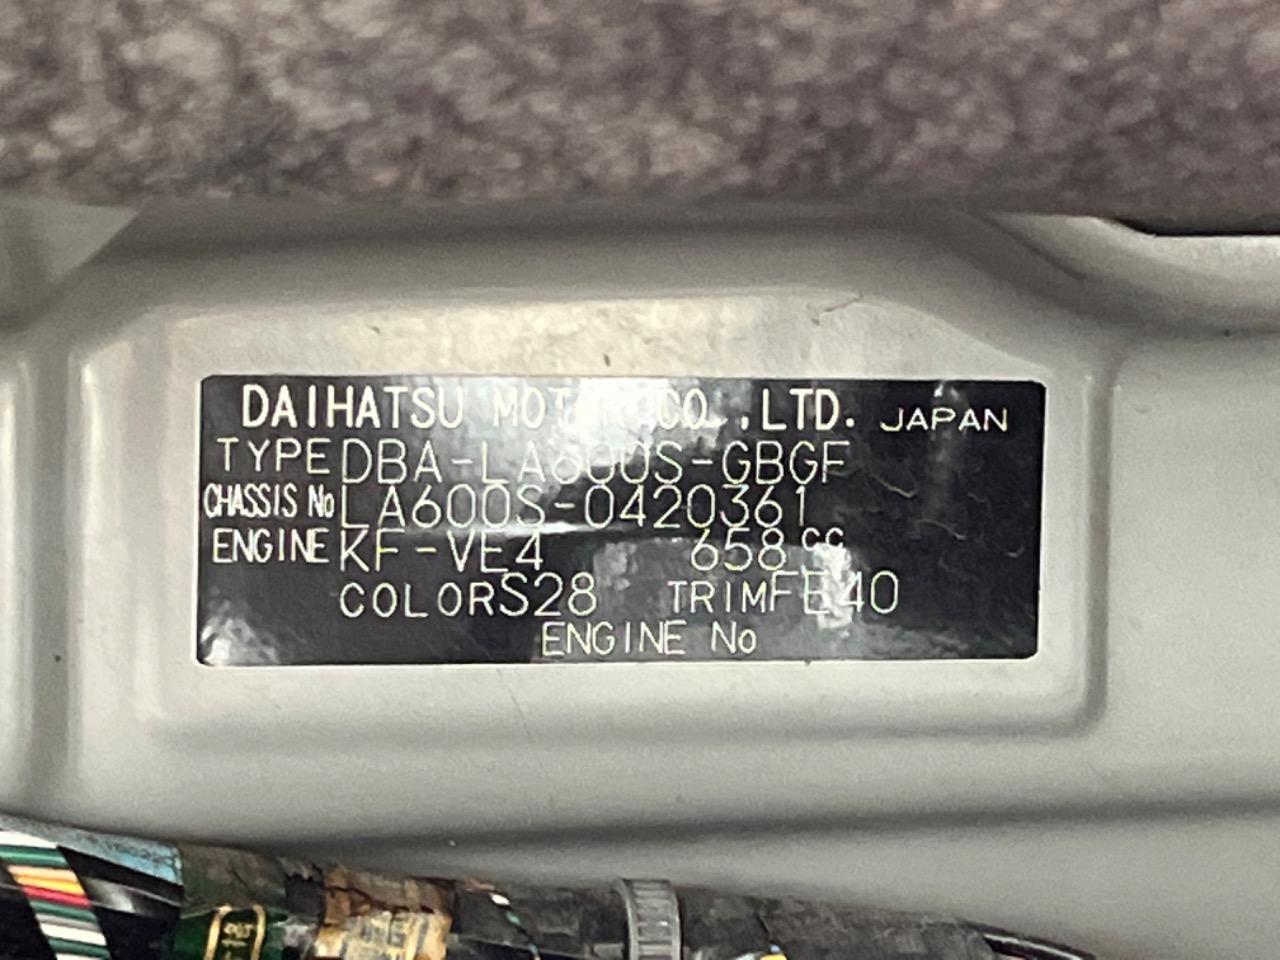 DAIHATSU MOTOR CO.,LTD. JAPAN
TYPE DBA-LA600S-GBGF
CHASSIS No LA600S-0420361
ENGINE KF-VE4 658cc
COLOR S28 TRIM FE40
ENGINE No